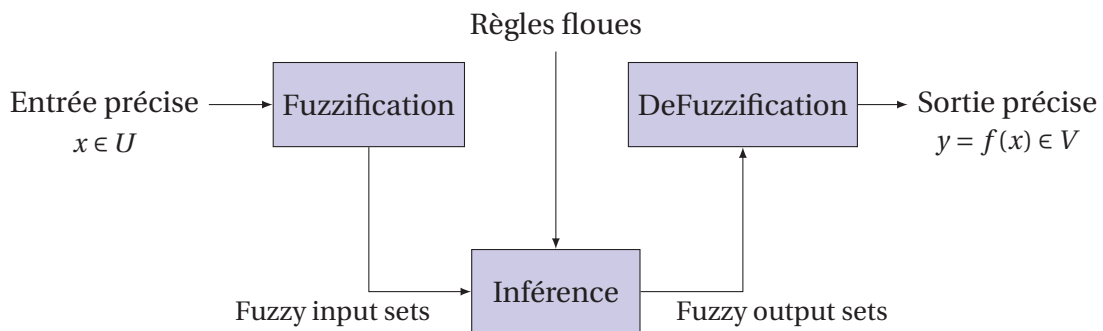 Règles floues
Entrée précise
x ∈ U
Fuzzification
DeFuzzification
Sortie précise
y = f(x) ∈ V
Inférence
Fuzzy input sets
Fuzzy output sets